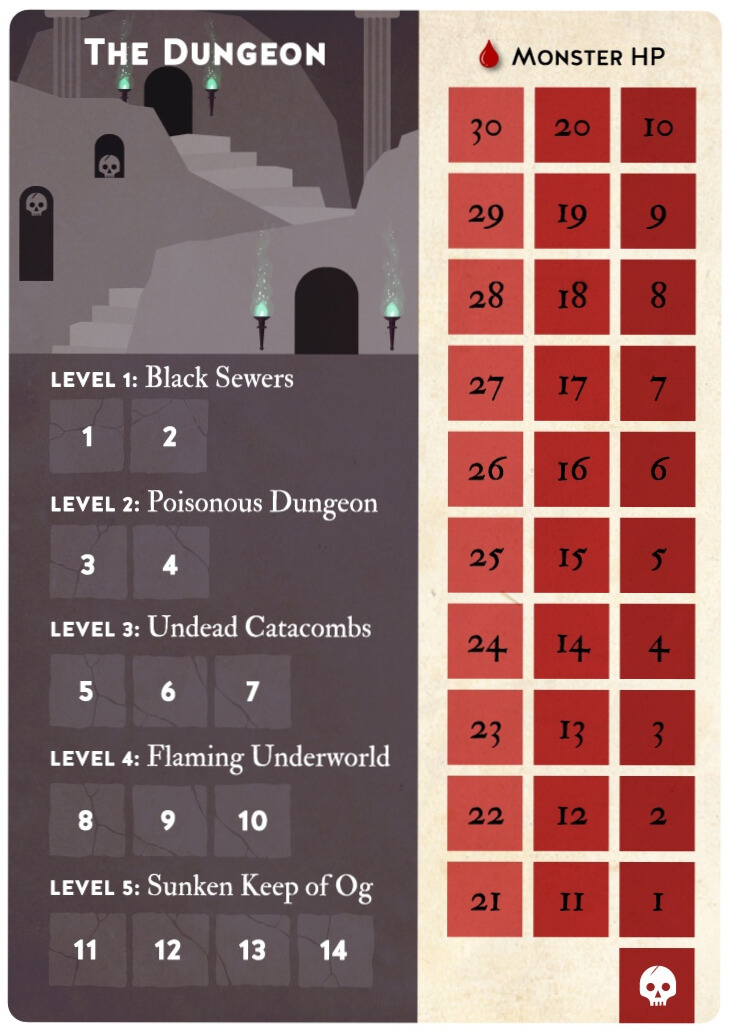 THE DUNGEON
LEVEL 1: Black Sewers
1 2
LEVEL 2: Poisonous Dungeon
3 4
LEVEL 3: Undead Catacombs
5 6 7
LEVEL 4: Flaming Underworld
8 9 10
LEVEL 5: Sunken Keep of Og
11 12 13 14
MONSTER HP
30 20 10
29 19 9
28 18 8
27 17 7
26 16 6
25 15 5
24 14 4
23 13 3
22 12 2
21 11 1